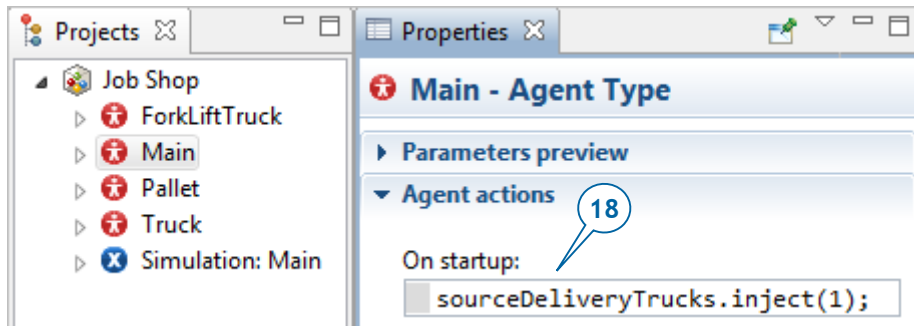 Projects
Job Shop
ForkLiftTruck
Main
Pallet
Truck
Simulation: Main
Properties
Main - Agent Type
Parameters preview
Agent actions
18
On startup:
sourceDeliveryTrucks.inject(1);